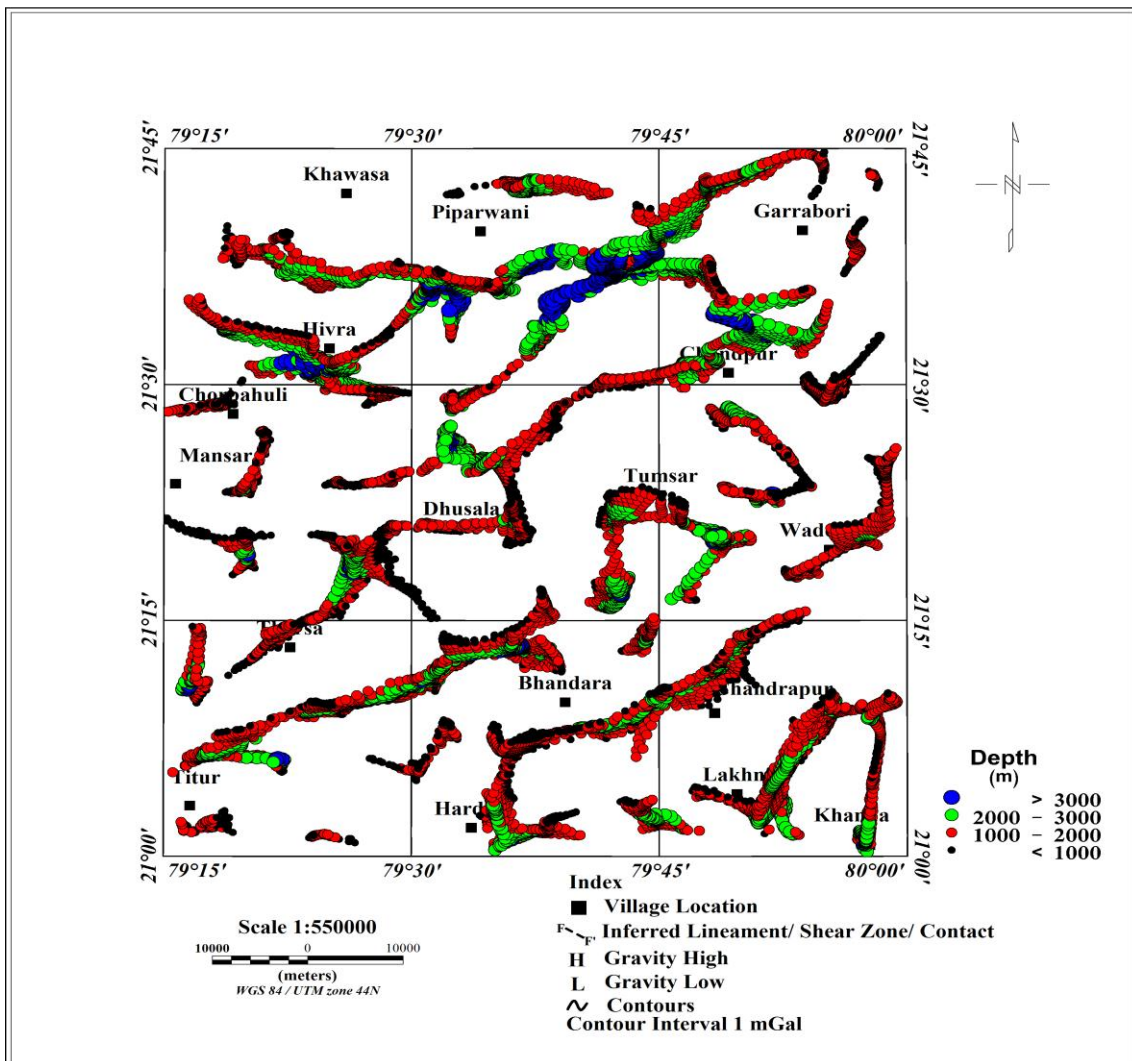 79°15' 79°30' 79°45' 80°00'
21°45' 21°45'
Khawasa
N
Piparwani Garrabori
Hivra
Chandpur
21°30' 21°30'
Chorbahuli
Mansar
Tumsar
Dhusala
Wad
21°15' 21°15'
Bhandara
Chandrapur
Titur
Lakhn
Hard
21°00' 21°00'
79°15' 79°30' 79°45' 80°00'
Depth
(m)
> 3000
2000 - 3000
1000 - 2000
< 1000
Index
Village Location
F F' Inferred Lineament/ Shear Zone/ Contact
H Gravity High
L Gravity Low
Contours
Contour Interval 1 mGal
Scale 1:550000
10000 0 10000
(meters)
WGS 84 / UTM zone 44N